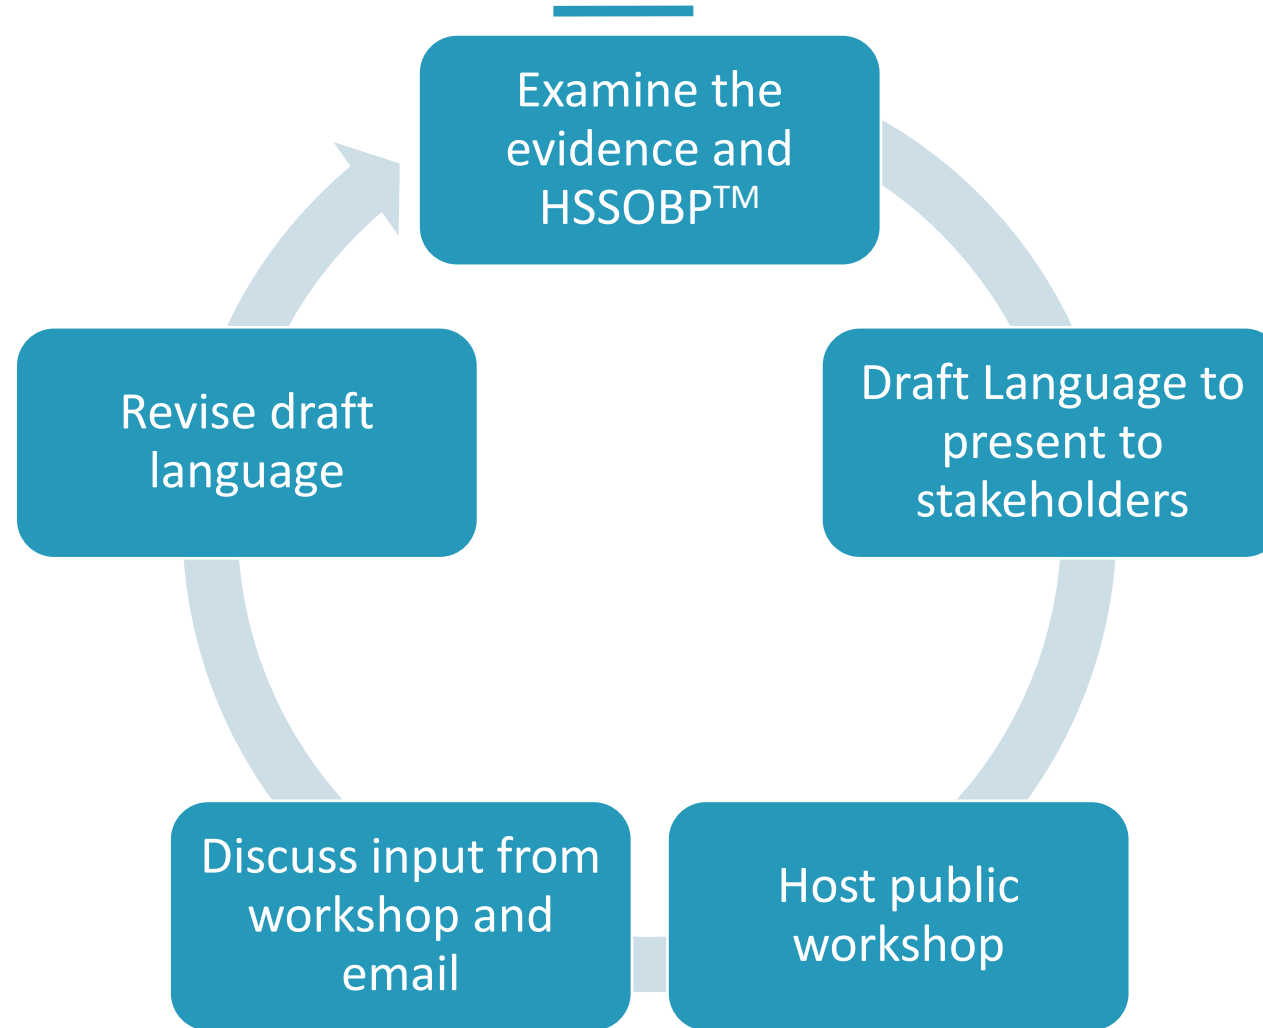 Examine the
evidence and
HSSOBP™
Draft Language to
present to
stakeholders
Host public
workshop
Discuss input from
workshop and
email
Revise draft
language